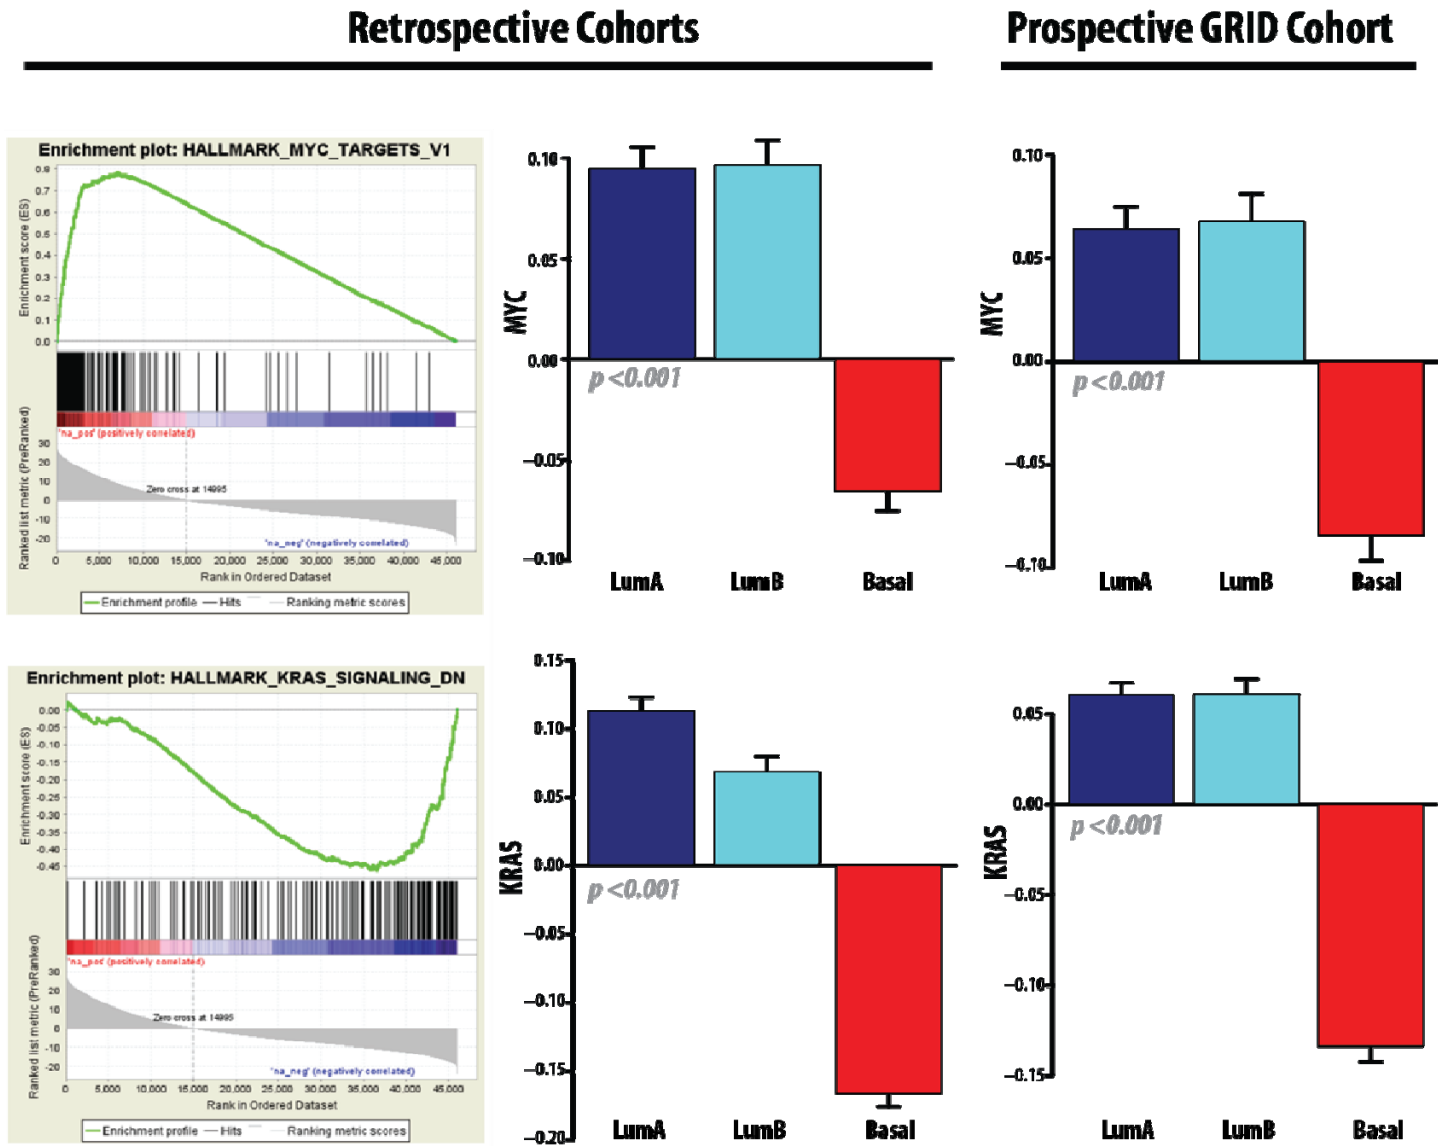 Retrospective Cohorts
Prospective GRID Cohort
Enrichment plot: HALLMARK_MYC_TARGETS_V1
Enrichment score (ES)
0.9
0.7
0.6
0.5
0.4
0.3
0.2
0.1
0.0
'na_pos' (positively correlated)
Ranked list metric (PreRanked)
30
20
10
0
-10
-20
Zero cross at 14995
'na_neg' (negatively correlated)
0 5,000 10,000 15,000 20,000 25,000 30,000 35,000 40,000 45,000
Rank in Ordered Dataset
Enrichment profile Hits Ranking metric scores
MYC
0.10
0.05
0.00
-0.05
-0.10
p <0.001
LumA LumB Basal
MYC
0.10
0.05
0.00
-0.05
-0.10
p <0.001
LumA LumB Basal
Enrichment plot: HALLMARK_KRAS_SIGNALING_DN
Enrichment score (ES)
0.00
-0.05
-0.10
-0.15
-0.20
-0.25
-0.30
-0.35
-0.40
-0.45
'na_pos' (positively correlated)
Ranked list metric (PreRanked)
30
20
10
0
-10
-20
Zero cross at 14995
'na_neg' (negatively correlated)
0 5,000 10,000 15,000 20,000 25,000 30,000 35,000 40,000 45,000
Rank in Ordered Dataset
Enrichment profile Hits Ranking metric scores
KRAS
0.15
0.10
0.05
0.00
-0.05
-0.10
-0.15
-0.20
p <0.001
LumA LumB Basal
KRAS
0.05
0.00
-0.05
-0.10
-0.15
p <0.001
LumA LumB Basal